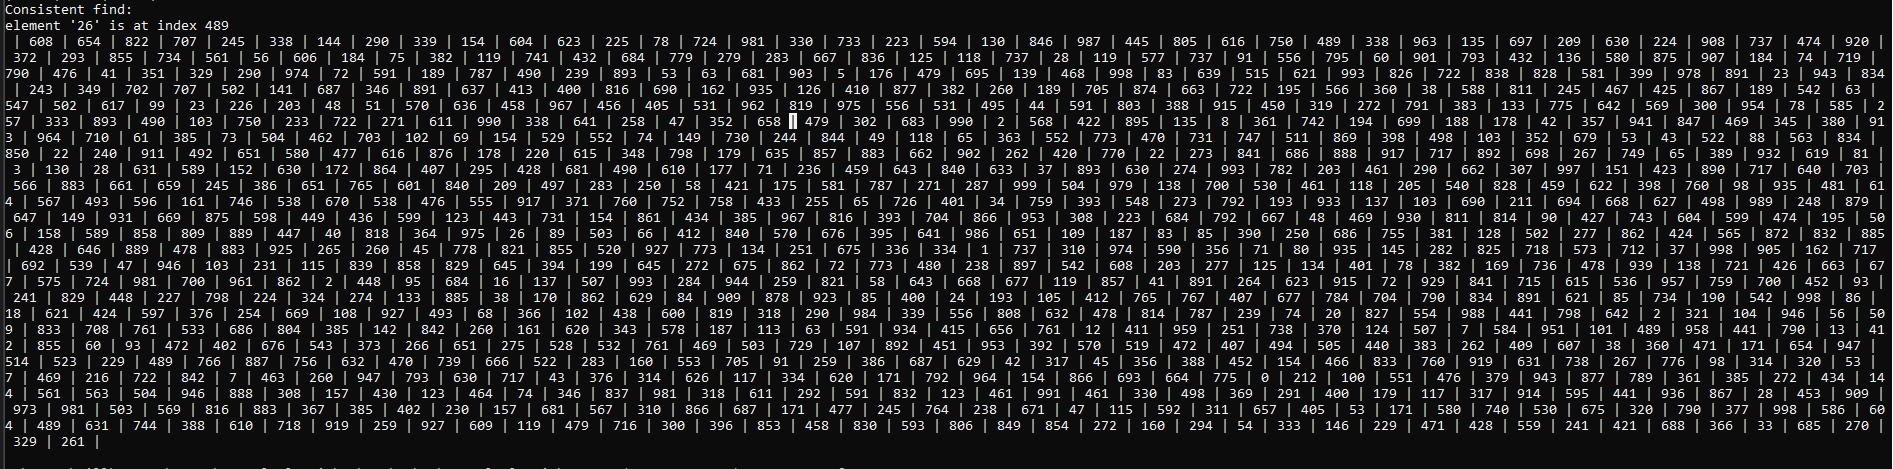 Consistent find:
element '26' is at index 489
 | 608 | 654 | 822 | 707 | 245 | 338 | 144 | 290 | 339 | 154 | 604 | 623 | 225 | 78 | 724 | 981 | 330 | 733 | 223 | 594 | 130 | 846 | 987 | 445 | 805 | 616 | 750 | 489 | 338 | 963 | 135 | 697 | 209 | 630 | 224 | 908 | 737 | 474 | 920 |
 372 | 293 | 855 | 734 | 561 | 56 | 606 | 184 | 75 | 382 | 119 | 741 | 432 | 684 | 779 | 279 | 283 | 667 | 836 | 125 | 118 | 737 | 28 | 119 | 577 | 737 | 91 | 556 | 795 | 60 | 901 | 793 | 432 | 136 | 580 | 875 | 907 | 184 | 74 | 719 |
790 | 476 | 41 | 351 | 329 | 290 | 974 | 72 | 591 | 189 | 787 | 490 | 239 | 893 | 53 | 63 | 681 | 903 | 5 | 176 | 479 | 695 | 139 | 468 | 998 | 83 | 639 | 515 | 621 | 993 | 826 | 722 | 838 | 828 | 581 | 399 | 978 | 891 | 23 | 943 | 834
 | 243 | 349 | 702 | 707 | 502 | 141 | 687 | 346 | 891 | 637 | 413 | 400 | 816 | 690 | 162 | 935 | 126 | 410 | 877 | 382 | 260 | 189 | 705 | 874 | 663 | 722 | 195 | 566 | 360 | 38 | 588 | 811 | 245 | 467 | 425 | 867 | 189 | 542 | 63 |
547 | 502 | 617 | 99 | 23 | 226 | 203 | 48 | 51 | 570 | 636 | 458 | 967 | 456 | 405 | 531 | 962 | 819 | 975 | 556 | 531 | 495 | 44 | 591 | 803 | 388 | 915 | 450 | 319 | 272 | 791 | 383 | 133 | 775 | 642 | 569 | 300 | 954 | 78 | 585 | 2
57 | 333 | 893 | 490 | 103 | 750 | 233 | 722 | 271 | 611 | 990 | 338 | 641 | 258 | 47 | 352 | 658 | 479 | 302 | 683 | 990 | 2 | 568 | 422 | 895 | 135 | 8 | 361 | 742 | 194 | 699 | 188 | 178 | 42 | 357 | 941 | 847 | 469 | 345 | 380 | 91
3 | 964 | 710 | 61 | 385 | 73 | 504 | 462 | 703 | 102 | 69 | 154 | 529 | 552 | 74 | 149 | 730 | 244 | 844 | 49 | 118 | 65 | 363 | 552 | 773 | 470 | 731 | 747 | 511 | 869 | 398 | 498 | 103 | 352 | 679 | 53 | 43 | 522 | 88 | 563 | 834 |
850 | 22 | 240 | 911 | 492 | 651 | 580 | 477 | 616 | 876 | 178 | 220 | 615 | 348 | 798 | 179 | 635 | 857 | 883 | 662 | 902 | 262 | 420 | 770 | 22 | 273 | 841 | 686 | 888 | 917 | 717 | 892 | 698 | 267 | 749 | 65 | 389 | 932 | 619 | 81 |
3 | 130 | 28 | 631 | 589 | 152 | 630 | 172 | 864 | 407 | 295 | 428 | 681 | 490 | 610 | 177 | 71 | 236 | 459 | 643 | 840 | 633 | 37 | 893 | 630 | 274 | 993 | 782 | 203 | 461 | 290 | 662 | 307 | 997 | 151 | 423 | 890 | 717 | 640 | 703 |
 566 | 883 | 661 | 659 | 245 | 386 | 651 | 765 | 601 | 840 | 209 | 497 | 283 | 250 | 58 | 421 | 175 | 581 | 787 | 271 | 287 | 999 | 504 | 979 | 138 | 700 | 530 | 461 | 118 | 205 | 540 | 828 | 459 | 622 | 398 | 760 | 98 | 935 | 481 | 61
4 | 567 | 493 | 596 | 161 | 746 | 538 | 670 | 538 | 476 | 555 | 917 | 371 | 760 | 752 | 758 | 433 | 255 | 65 | 726 | 401 | 34 | 759 | 393 | 548 | 273 | 792 | 193 | 933 | 137 | 103 | 690 | 211 | 694 | 668 | 627 | 498 | 989 | 248 | 879 |
 647 | 149 | 931 | 669 | 875 | 598 | 449 | 436 | 599 | 123 | 443 | 731 | 154 | 861 | 434 | 385 | 967 | 816 | 393 | 704 | 866 | 953 | 308 | 223 | 684 | 792 | 667 | 48 | 469 | 930 | 811 | 814 | 90 | 427 | 743 | 604 | 599 | 474 | 195 | 50
6 | 158 | 589 | 858 | 809 | 889 | 447 | 40 | 818 | 364 | 975 | 26 | 89 | 503 | 66 | 412 | 840 | 570 | 676 | 395 | 641 | 986 | 651 | 109 | 187 | 83 | 85 | 390 | 250 | 686 | 755 | 381 | 128 | 502 | 277 | 862 | 424 | 565 | 872 | 832 | 885
 | 428 | 646 | 889 | 478 | 883 | 925 | 265 | 260 | 45 | 778 | 821 | 855 | 520 | 927 | 773 | 134 | 251 | 675 | 336 | 334 | 1 | 737 | 310 | 974 | 590 | 356 | 71 | 80 | 935 | 145 | 282 | 825 | 718 | 573 | 712 | 37 | 998 | 905 | 162 | 717
| 692 | 539 | 47 | 946 | 103 | 231 | 115 | 839 | 858 | 829 | 645 | 394 | 199 | 645 | 272 | 675 | 862 | 72 | 773 | 480 | 238 | 897 | 542 | 608 | 203 | 277 | 125 | 134 | 401 | 78 | 382 | 169 | 736 | 478 | 939 | 138 | 721 | 426 | 663 | 67
7 | 575 | 724 | 981 | 700 | 961 | 862 | 2 | 448 | 95 | 684 | 16 | 137 | 507 | 993 | 284 | 944 | 259 | 821 | 58 | 643 | 668 | 677 | 119 | 857 | 41 | 891 | 264 | 623 | 915 | 72 | 929 | 841 | 715 | 615 | 536 | 957 | 759 | 700 | 452 | 93 |
 241 | 829 | 448 | 227 | 798 | 224 | 324 | 274 | 133 | 885 | 38 | 170 | 862 | 629 | 84 | 909 | 878 | 923 | 85 | 400 | 24 | 193 | 105 | 412 | 765 | 767 | 407 | 677 | 784 | 704 | 790 | 834 | 891 | 621 | 85 | 734 | 190 | 542 | 998 | 86 |
18 | 621 | 424 | 597 | 376 | 254 | 669 | 108 | 927 | 493 | 68 | 366 | 102 | 438 | 600 | 819 | 318 | 290 | 984 | 339 | 556 | 808 | 632 | 478 | 814 | 787 | 239 | 74 | 20 | 827 | 554 | 988 | 441 | 798 | 642 | 2 | 321 | 104 | 946 | 56 | 50
9 | 833 | 708 | 761 | 533 | 686 | 804 | 385 | 142 | 842 | 260 | 161 | 620 | 343 | 578 | 187 | 113 | 63 | 591 | 934 | 415 | 656 | 761 | 12 | 411 | 959 | 251 | 738 | 370 | 124 | 507 | 7 | 584 | 951 | 101 | 489 | 958 | 441 | 790 | 13 | 41
2 | 855 | 60 | 93 | 472 | 402 | 676 | 543 | 373 | 266 | 651 | 275 | 528 | 532 | 761 | 469 | 503 | 729 | 107 | 892 | 451 | 953 | 392 | 570 | 519 | 472 | 407 | 494 | 505 | 440 | 383 | 262 | 409 | 607 | 38 | 360 | 471 | 171 | 654 | 947 |
514 | 523 | 229 | 489 | 766 | 887 | 756 | 632 | 470 | 739 | 666 | 522 | 283 | 160 | 553 | 705 | 91 | 259 | 386 | 687 | 629 | 42 | 317 | 45 | 356 | 388 | 452 | 154 | 466 | 833 | 760 | 919 | 631 | 738 | 267 | 776 | 98 | 314 | 320 | 53 |
7 | 469 | 216 | 722 | 842 | 7 | 463 | 260 | 947 | 793 | 630 | 717 | 43 | 376 | 314 | 626 | 117 | 334 | 620 | 171 | 792 | 964 | 154 | 866 | 693 | 664 | 775 | 0 | 212 | 100 | 551 | 476 | 379 | 943 | 877 | 789 | 361 | 385 | 272 | 434 | 14
4 | 561 | 563 | 504 | 946 | 888 | 308 | 157 | 430 | 123 | 464 | 74 | 346 | 837 | 981 | 318 | 611 | 292 | 591 | 832 | 123 | 461 | 991 | 461 | 330 | 498 | 369 | 291 | 400 | 179 | 117 | 317 | 914 | 595 | 441 | 936 | 867 | 28 | 453 | 909 |
 973 | 981 | 503 | 569 | 816 | 883 | 367 | 385 | 402 | 230 | 157 | 681 | 567 | 310 | 866 | 687 | 171 | 477 | 245 | 764 | 238 | 671 | 47 | 115 | 592 | 311 | 657 | 405 | 53 | 171 | 580 | 740 | 530 | 675 | 320 | 790 | 377 | 998 | 586 | 60
4 | 489 | 631 | 744 | 388 | 610 | 718 | 919 | 259 | 927 | 609 | 119 | 479 | 716 | 300 | 396 | 853 | 458 | 830 | 593 | 806 | 849 | 854 | 272 | 160 | 294 | 54 | 333 | 146 | 229 | 471 | 428 | 559 | 241 | 421 | 688 | 366 | 33 | 685 | 270 |
 329 | 261 |